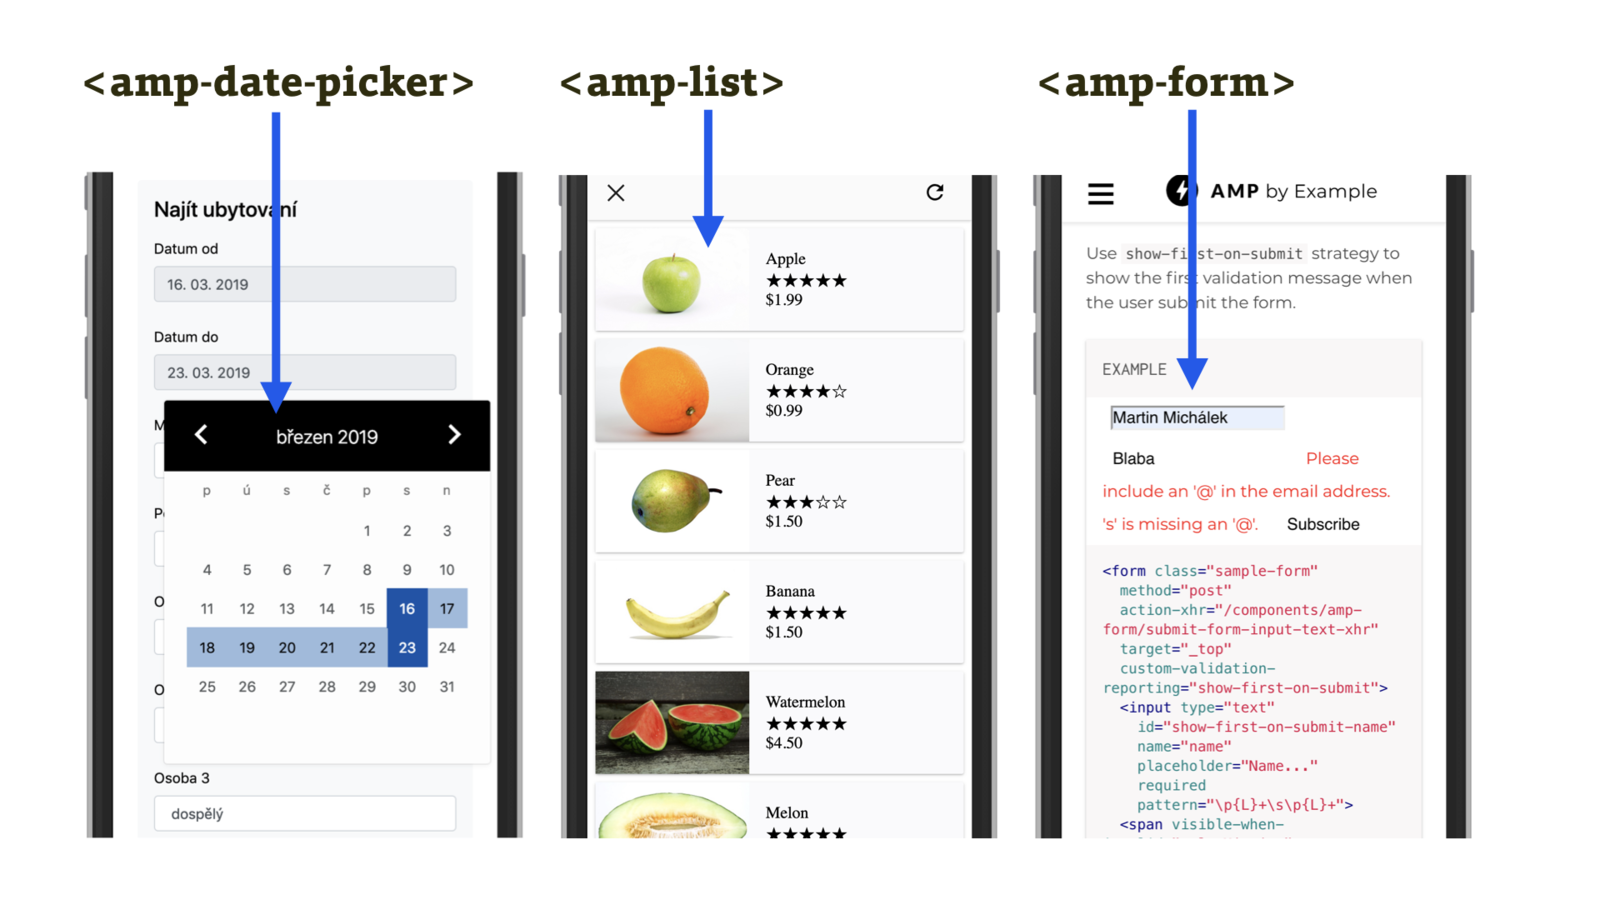 <amp-date-picker>
Najít ubytování
Datum od
16. 03. 2019
Datum do
23. 03. 2019
M
březen 2019
p ú s č p s n
P
1 2 3
4 5 6 7 8 9 10
O
11 12 13 14 15 16 17
18 19 20 21 22 23 24
O
25 26 27 28 29 30 31
Osoba 3
dospělý
<amp-list>
Apple
★★★★★
$1.99
Orange
★★★★☆
$0.99
Pear
★★★☆☆
$1.50
Banana
★★★★★
$1.50
Watermelon
★★★★★
$4.50
Melon
★★★★★
<amp-form>
AMP by Example
Use show-first-on-submit strategy to
show the first validation message when
the user submit the form.
EXAMPLE
Martin Michálek
Blaba Please
include an '@' in the email address.
's' is missing an '@'. Subscribe
<form class="sample-form"
method="post"
action-xhr="/components/amp-
form/submit-form-input-text-xhr"
target="_top"
custom-validation-
reporting="show-first-on-submit">
<input type="text"
id="show-first-on-submit-name"
name="name"
placeholder="Name..."
required
pattern="\p{L}+\s\p{L}+">
<span visible-when-